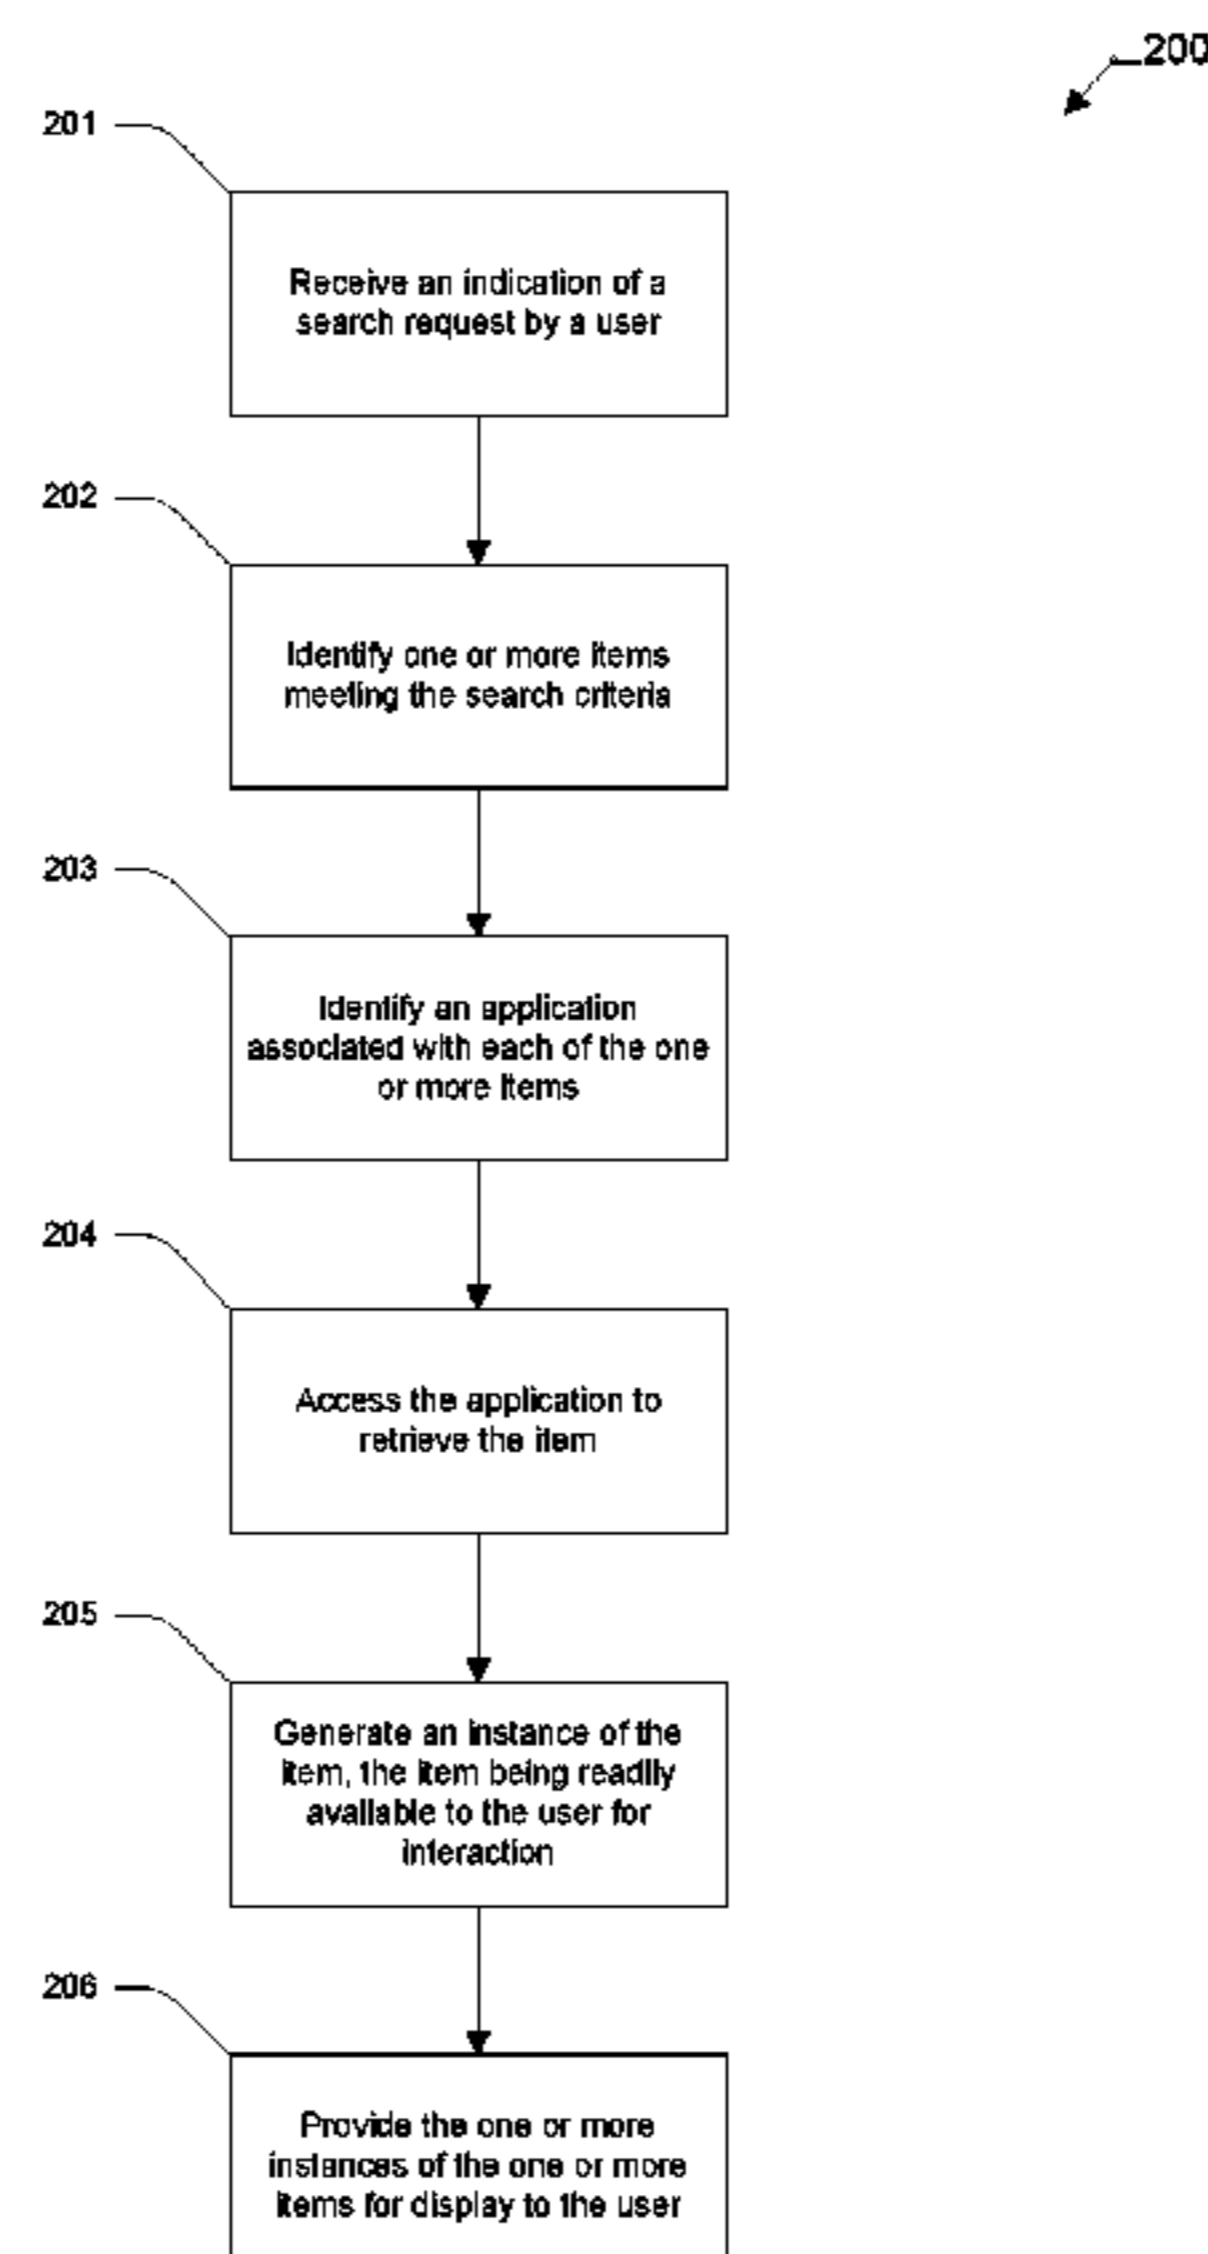 200
201
Receive an indication of a
search request by a user
202
Identify one or more items
meeting the search criteria
203
Identify an application
associated with each of the one
or more items
204
Access the application to
retrieve the item
205
Generate an instance of the
item, the item being readily
available to the user for
interaction
206
Provide the one or more
instances of the one or more
items for display to the user